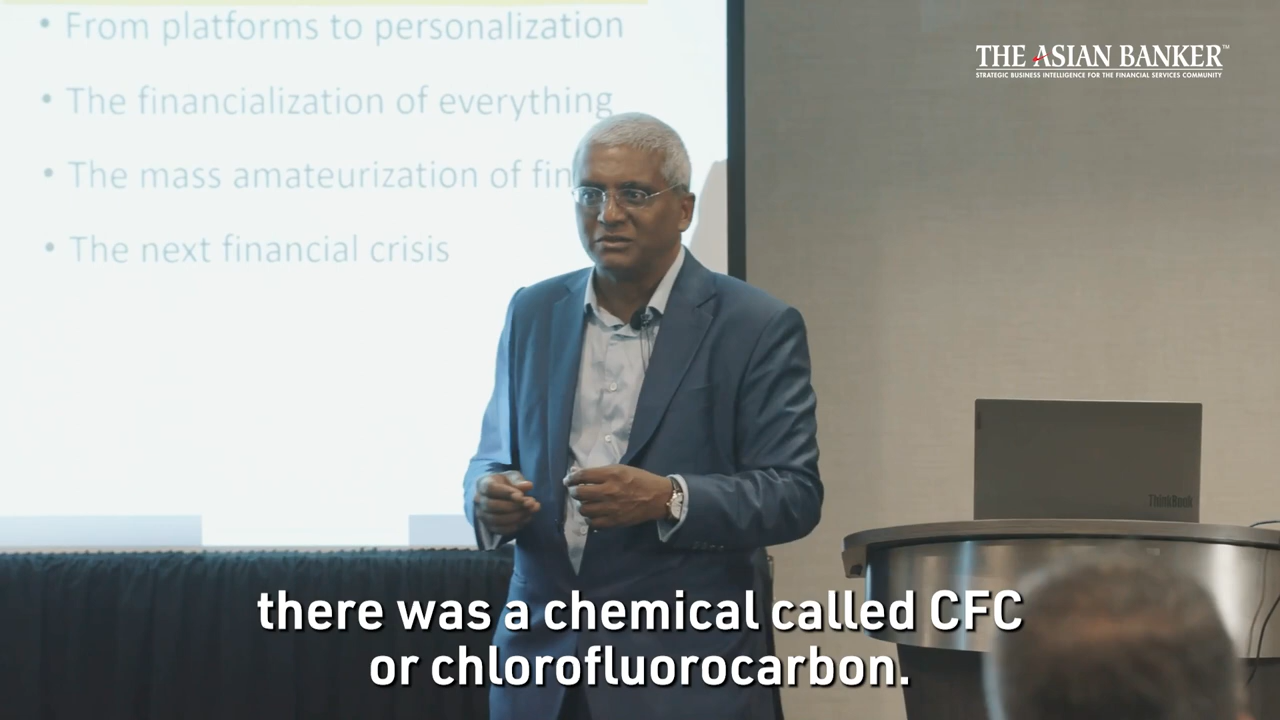 • From platforms to personalization
THE ASIAN BANKER™
STRATEGIC BUSINESS INTELLIGENCE FOR THE FINANCIAL SERVICES COMMUNITY
• The financialization of everything
• The mass amateurization of fin
• The next financial crisis
ThinkBook
there was a chemical called CFC
or chlorofluorocarbon.